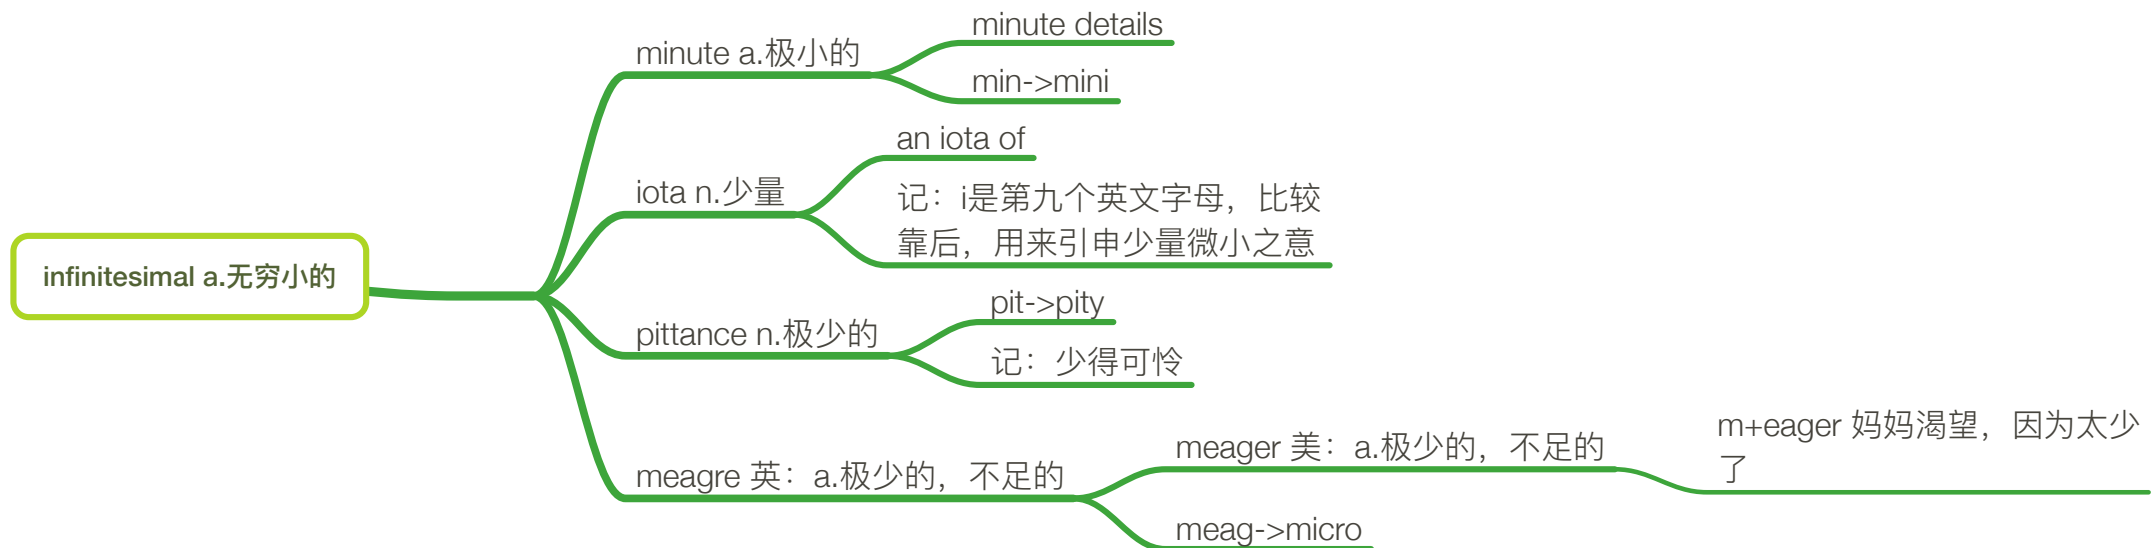 infinitesimal a.无穷小的
minute a.极小的
minute details
min->mini
iota n.少量
an iota of
记：i是第九个英文字母，比较
靠后，用来引申少量微小之意
pittance n.极少的
pit->pity
记：少得可怜
meagre 英：a.极少的，不足的
meager 美：a.极少的，不足的
m+eager 妈妈渴望，因为太少
了
meag->micro